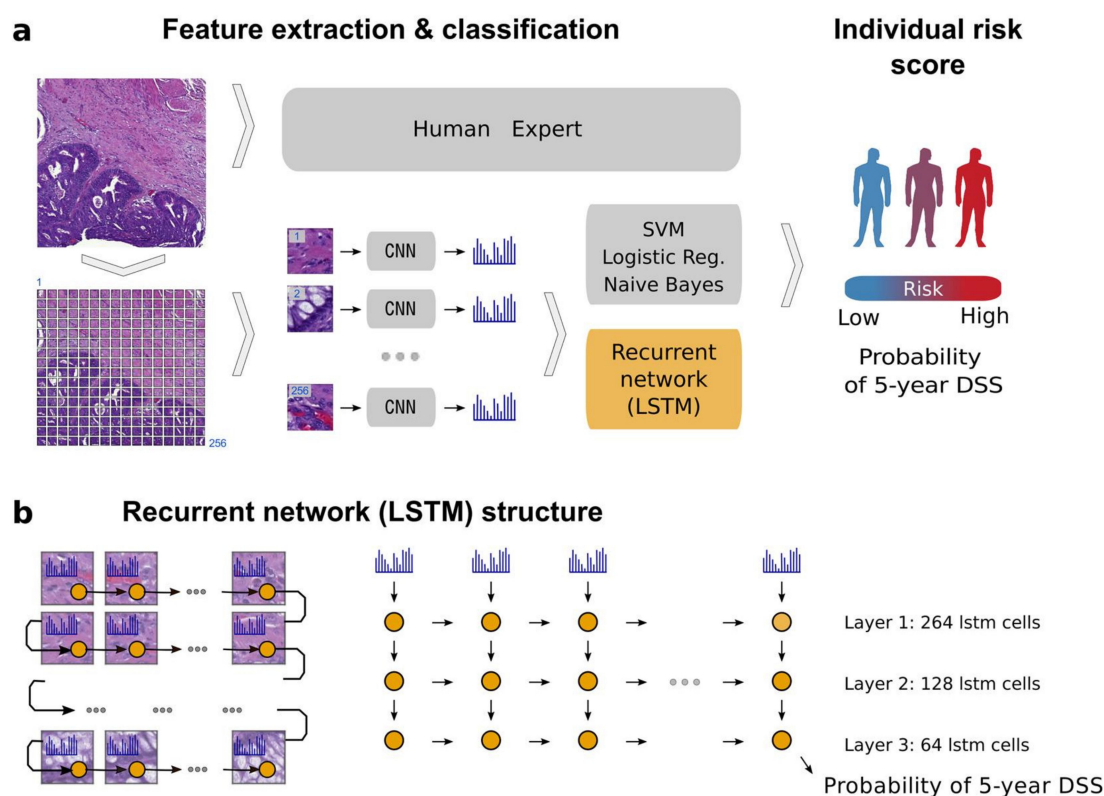 a
Feature extraction & classification
Individual risk
score
Human Expert
1
CNN
2
CNN
256
CNN
SVM
Logistic Reg.
Naive Bayes
Recurrent
network
(LSTM)
Risk
Low
High
Probability
of 5-year DSS
1
256
b
Recurrent network (LSTM) structure
Layer 1: 264 lstm cells
Layer 2: 128 lstm cells
Layer 3: 64 lstm cells
Probability of 5-year DSS